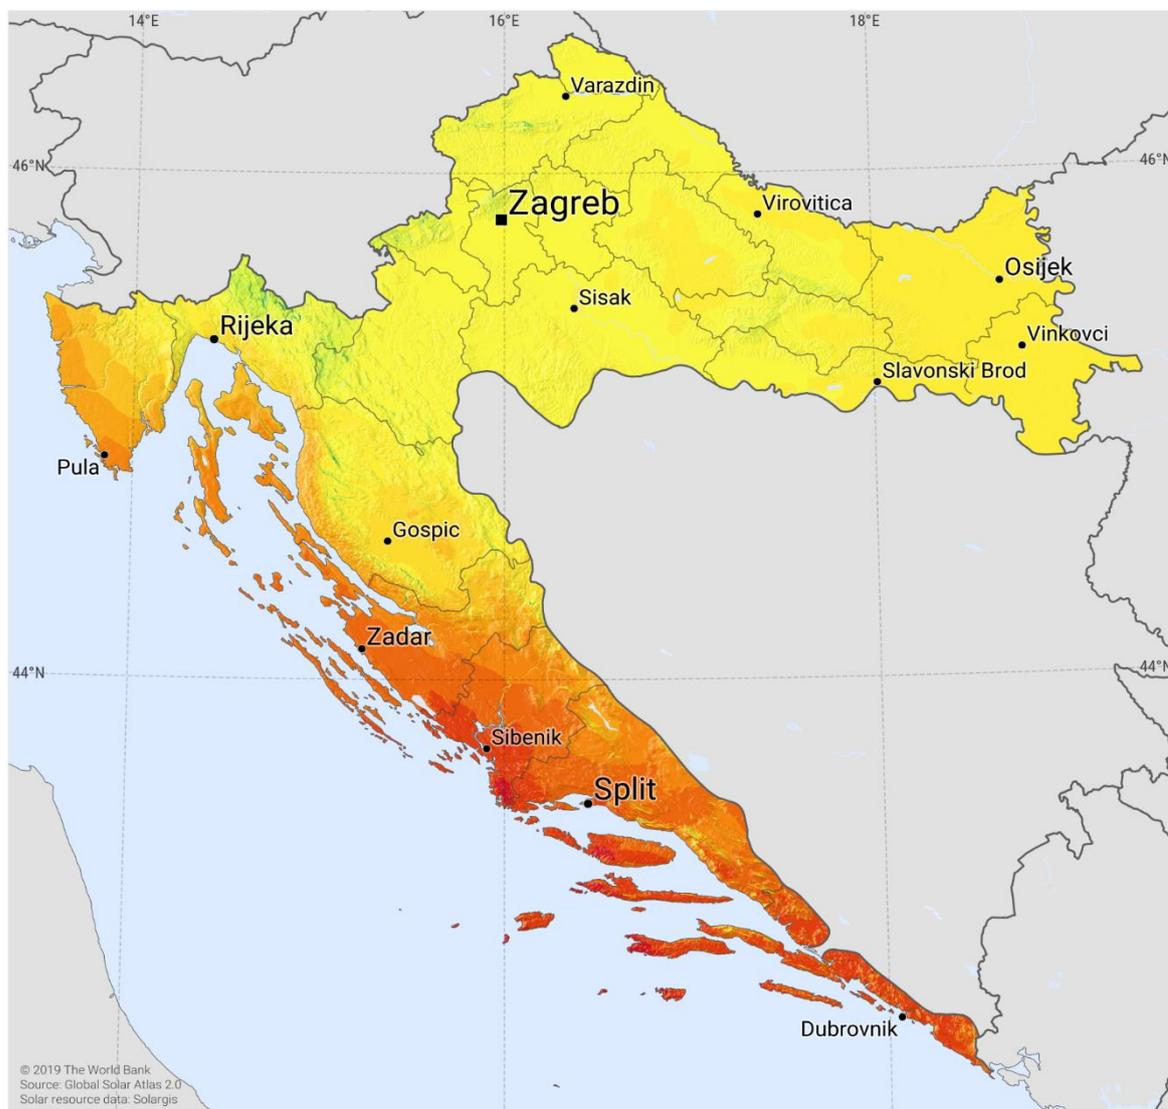 14°E
16°E
18°E
Varazdin
46°N
46°N
Zagreb
Virovitica
Osijek
Sisak
Rijeka
Vinkovci
Slavonski Brod
Pula
Gospic
Zadar
44°N
44°N
Sibenik
Split
Dubrovnik
© 2019 The World Bank
Source: Global Solar Atlas 2.0
Solar resource data: Solargis